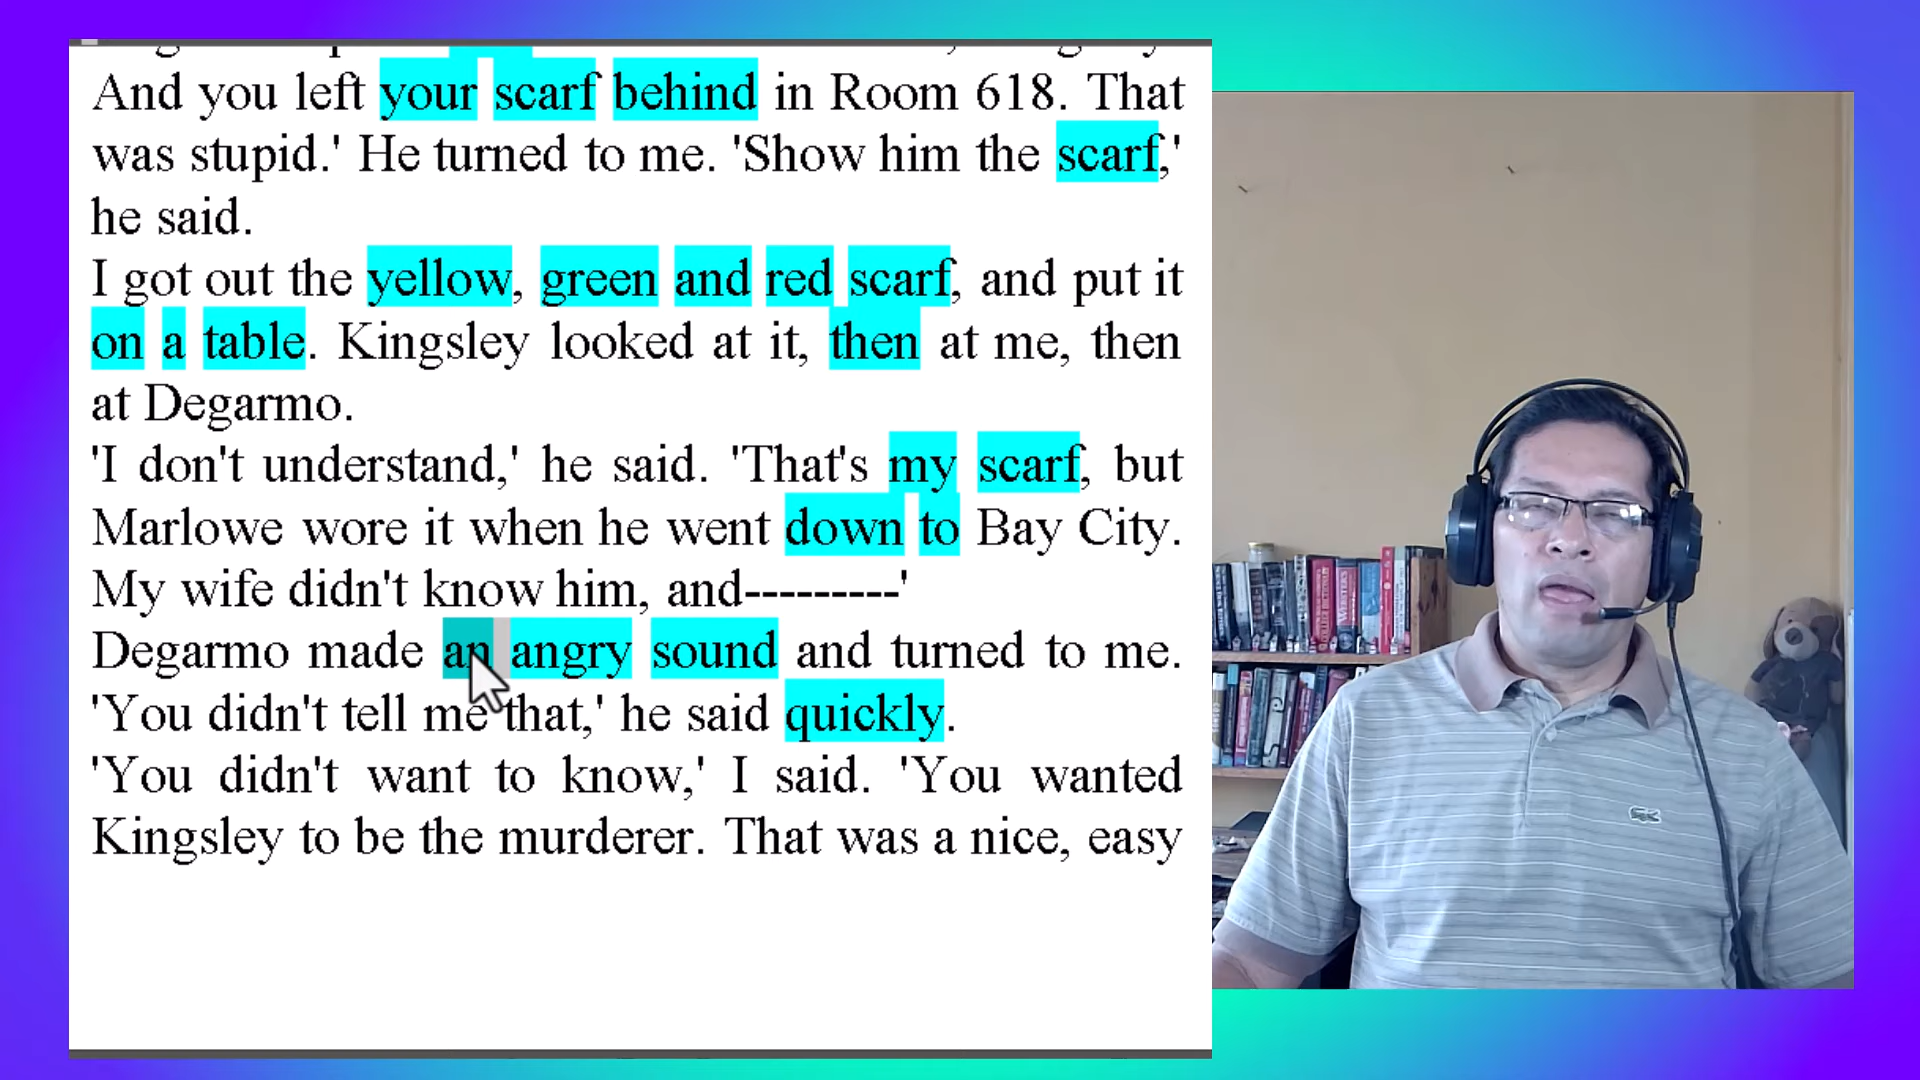 And you left your scarf behind in Room 618. That
was stupid.' He turned to me. 'Show him the scarf,'
he said.
I got out the yellow, green and red scarf, and put it
on a table. Kingsley looked at it, then at me, then
at Degarmo.
'I don't understand,' he said. 'That's my scarf, but
Marlowe wore it when he went down to Bay City.
My wife didn't know him, and---------'
Degarmo made an angry sound and turned to me.
'You didn't tell me that,' he said quickly.
'You didn't want to know,' I said. 'You wanted
Kingsley to be the murderer. That was a nice, easy